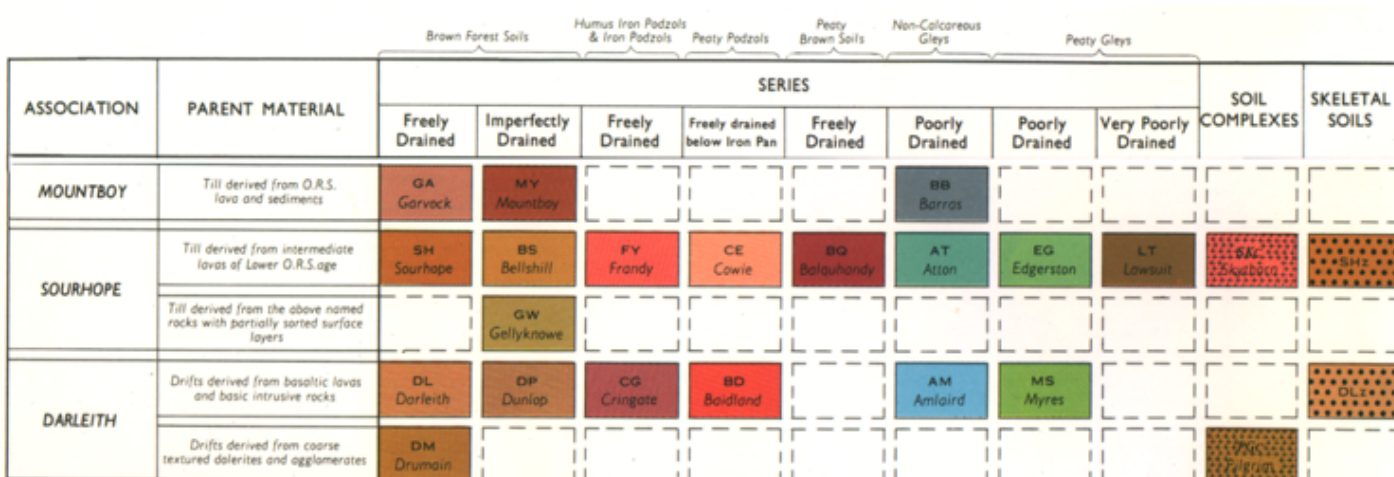 Brown Forest Soils
Humus Iron Podzols
& Iron Podzols
Peaty Podzols
Peaty
Brown Soils
Non-Calcareous
Gleys
Peaty Gleys
ASSOCIATION
PARENT MATERIAL
SERIES
SOIL
COMPLEXES
SKELETAL
SOILS
Freely
Drained
Imperfectly
Drained
Freely
Drained
Freely drained
below Iron Pan
Freely
Drained
Poorly
Drained
Poorly
Drained
Very Poorly
Drained
MOUNTBOY
Till derived from O.R.S.
lava and sediments
GA
Garvock
MY
Mountboy
BB
Barras
SOURHOPE
Till derived from intermediate
lavas of Lower O.R.S.age
SH
Sourhope
BS
Bellshill
FY
Frandy
CE
Cowie
BQ
Balquhandy
AT
Atton
EG
Edgerston
LT
Lawsuit
SHz
Till derived from the above named
rocks with partially sorted surface
layers
GW
Gellyknowe
DARLEITH
Drifts derived from basaltic lavas
and basic intrusive rocks
DL
Darleith
DP
Dunlop
CG
Cringate
BD
Baidland
AM
Amlaird
MS
Myres
DLz
Drifts derived from coarse
textured dolerites and agglomerates
DM
Drumain
Pilgrim